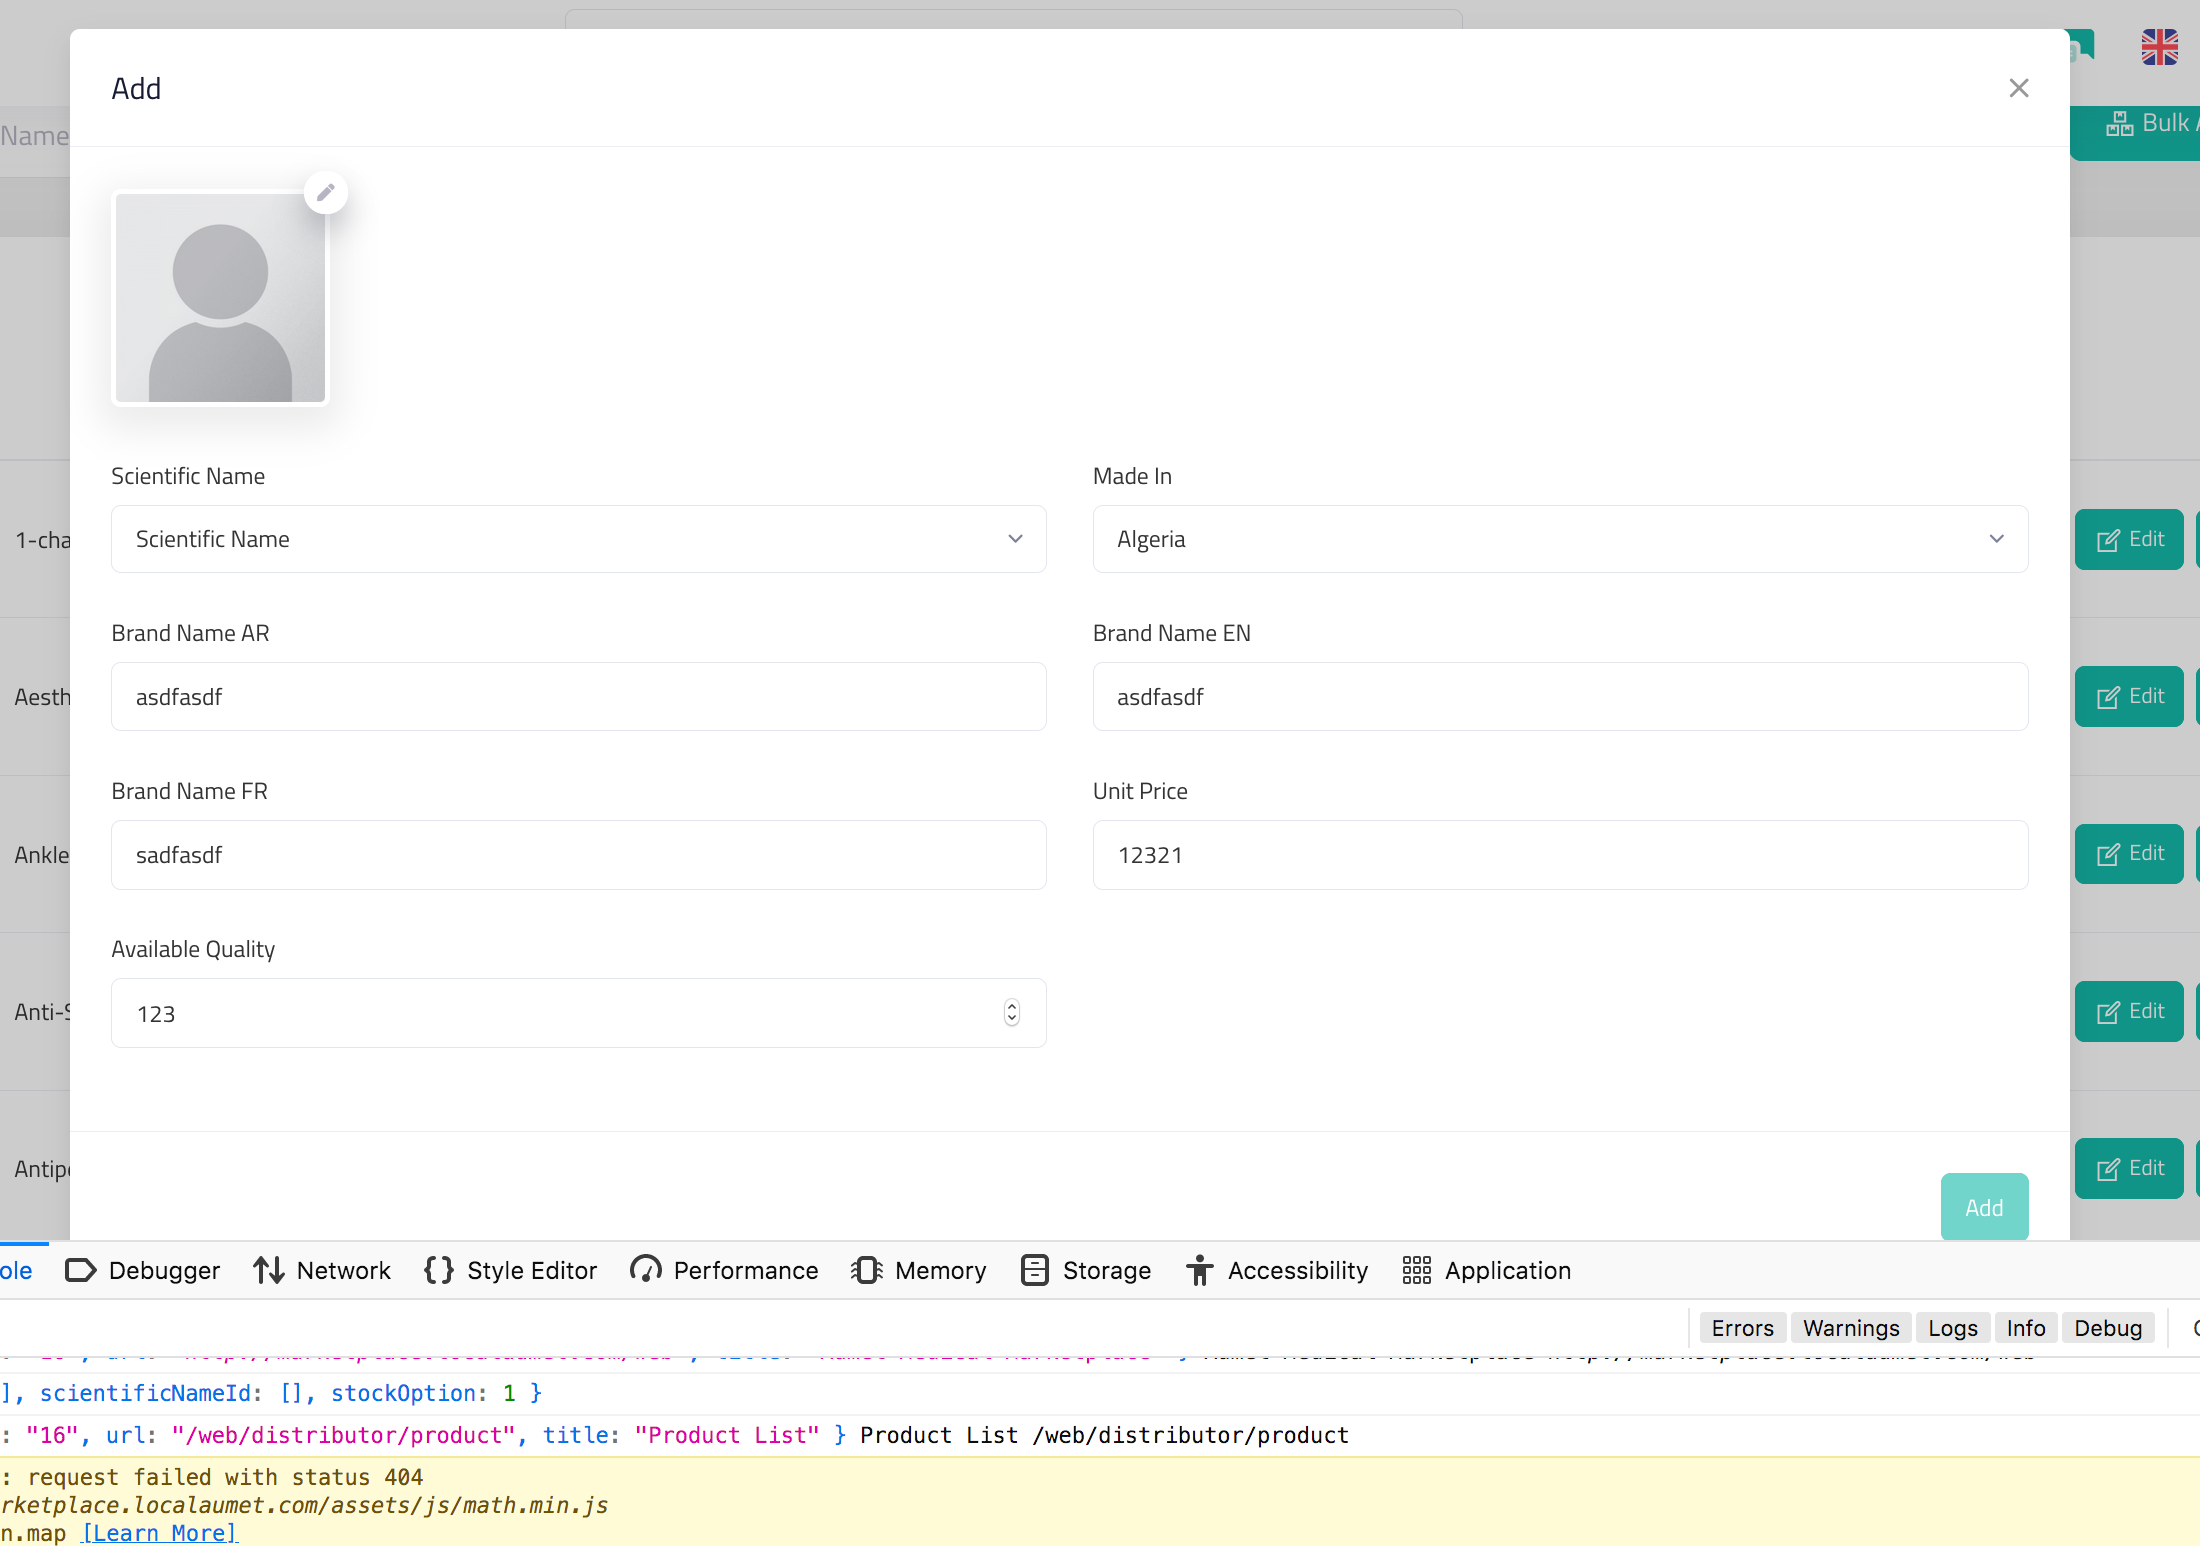 Add
Name
Bulk A
Scientific Name
Made In
Scientific Name
Algeria
1-cha
Edit
Brand Name AR
Brand Name EN
asdfasdf
asdfasdf
Aesth
Edit
Brand Name FR
Unit Price
sadfasdf
12321
Ankle
Edit
Available Quality
123
Anti-S
Edit
Antipe
Edit
Add
ole
Debugger
Network
Style Editor
Performance
Memory
Storage
Accessibility
Application
Errors
Warnings
Logs
Info
Debug
], scientificNameId: [], stockOption: 1 }
: "16", url: "/web/distributor/product", title: "Product List" } Product List /web/distributor/product
: request failed with status 404
rketplace.localaumet.com/assets/js/math.min.js
n.map [Learn More]